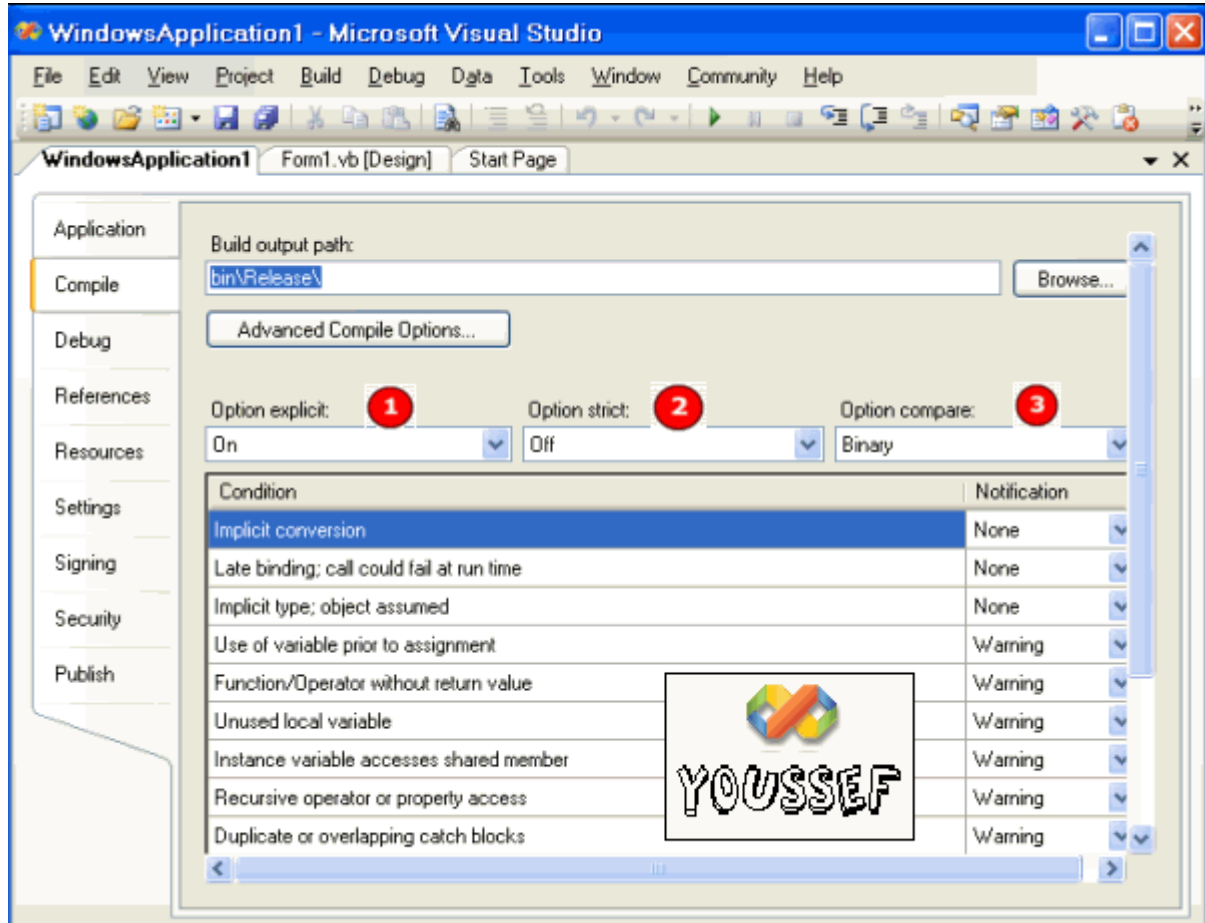 WindowsApplication1 - Microsoft Visual Studio
File Edit View Project Build Debug Data Tools Window Community Help
WindowsApplication1 Form1.vb [Design] Start Page
Application
Compile
Debug
References
Resources
Settings
Signing
Security
Publish
Build output path:
bin\Release\ Browse...
Advanced Compile Options...
Option explicit: 1 Option strict: 2 Option compare: 3
On Off Binary
Condition Notification
Implicit conversion None
Late binding; call could fail at run time None
Implicit type; object assumed None
Use of variable prior to assignment Warning
Function/Operator without return value Warning
Unused local variable Warning
Instance variable accesses shared member Warning
Recursive operator or property access Warning
Duplicate or overlapping catch blocks Warning
YOUSSEF